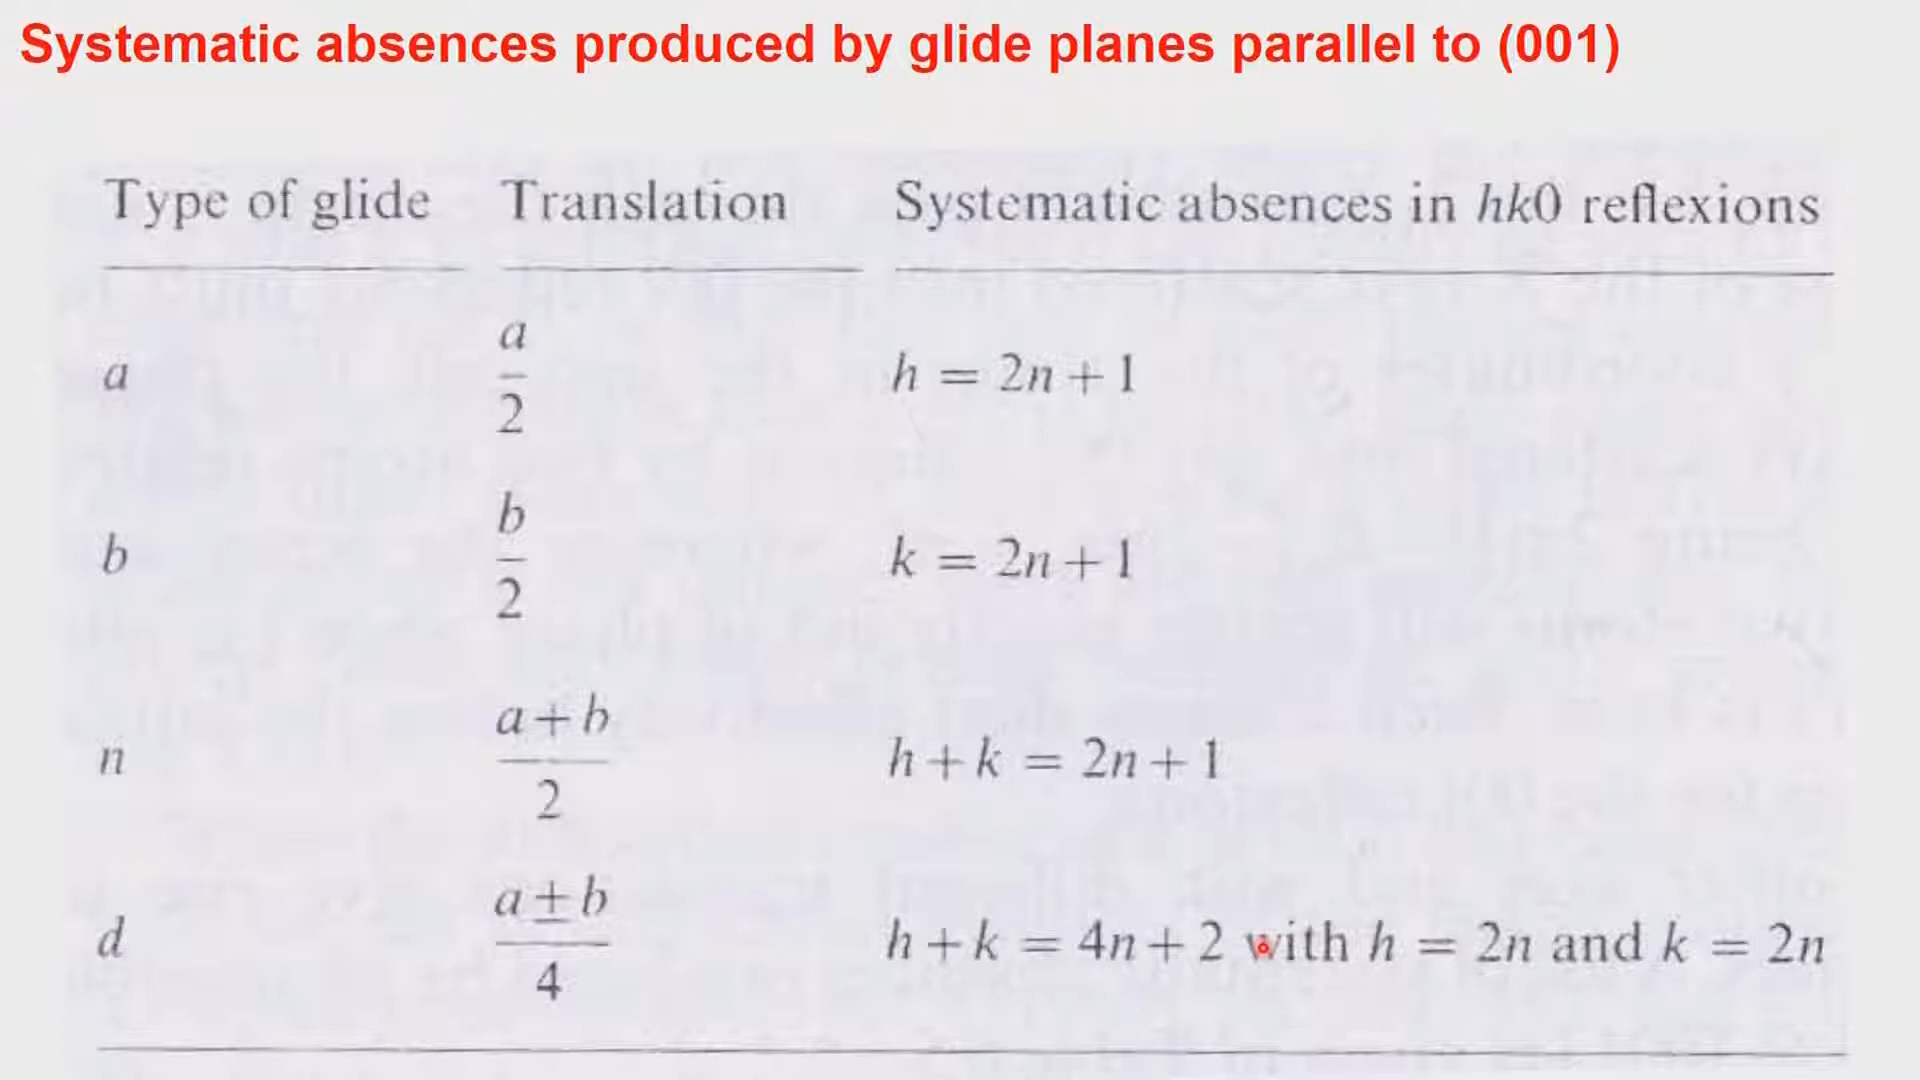 Systematic absences produced by glide planes parallel to (001)
Type of glide Translation Systematic absences in hk0 reflexions
a a/2 h = 2n + 1
b b/2 k = 2n + 1
n a+b/2 h + k = 2n + 1
d a±b/4 h + k = 4n + 2 with h = 2n and k = 2n